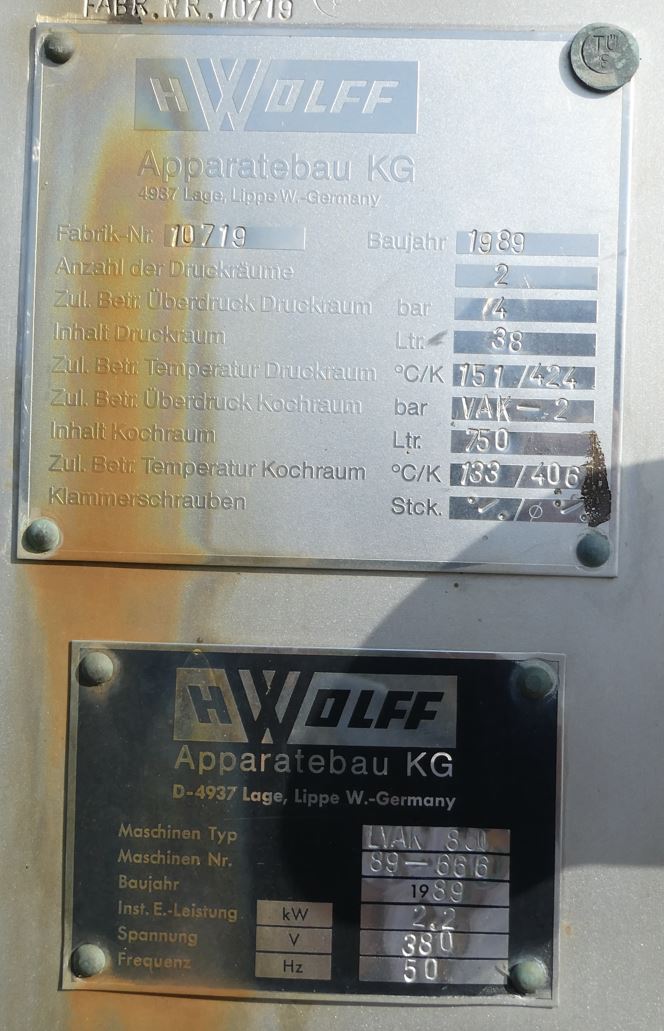 FABR.NR.10719
TÜ
HWOLFF
Apparatebau KG
4937 Lage, Lippe W.-Germany
Fabrik-Nr. 10719 Baujahr 1989
Anzahl der Druckräume 2
Zul. Betr. Überdruck Druckraum bar 4
Inhalt Druckraum Ltr. 38
Zul. Betr. Temperatur Druckraum °C/K 151/424
Zul. Betr. Überdruck Kochraum bar VAK-2
Inhalt Kochraum Ltr. 750
Zul. Betr. Temperatur Kochraum °C/K 133/406
Klammerschrauben Stck. -/-/ø -/-
HWOLFF
Apparatebau KG
D-4937 Lage, Lippe W.-Germany
Maschinen Typ LVAK
Maschinen Nr. 89-666
Baujahr 1989
Inst. E.-Leistung kW 2.2
Spannung V 380
Frequenz Hz 50